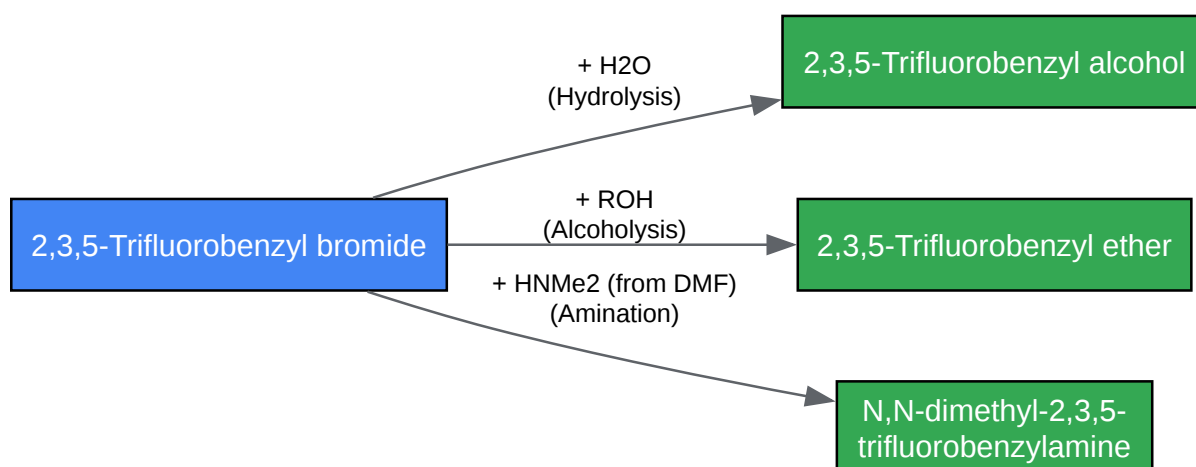 + H2O
(Hydrolysis)
2,3,5-Trifluorobenzyl alcohol
2,3,5-Trifluorobenzyl bromide
+ ROH
(Alcoholysis)
2,3,5-Trifluorobenzyl ether
+ HNMe2 (from DMF)
(Amination)
N,N-dimethyl-2,3,5-
trifluorobenzylamine